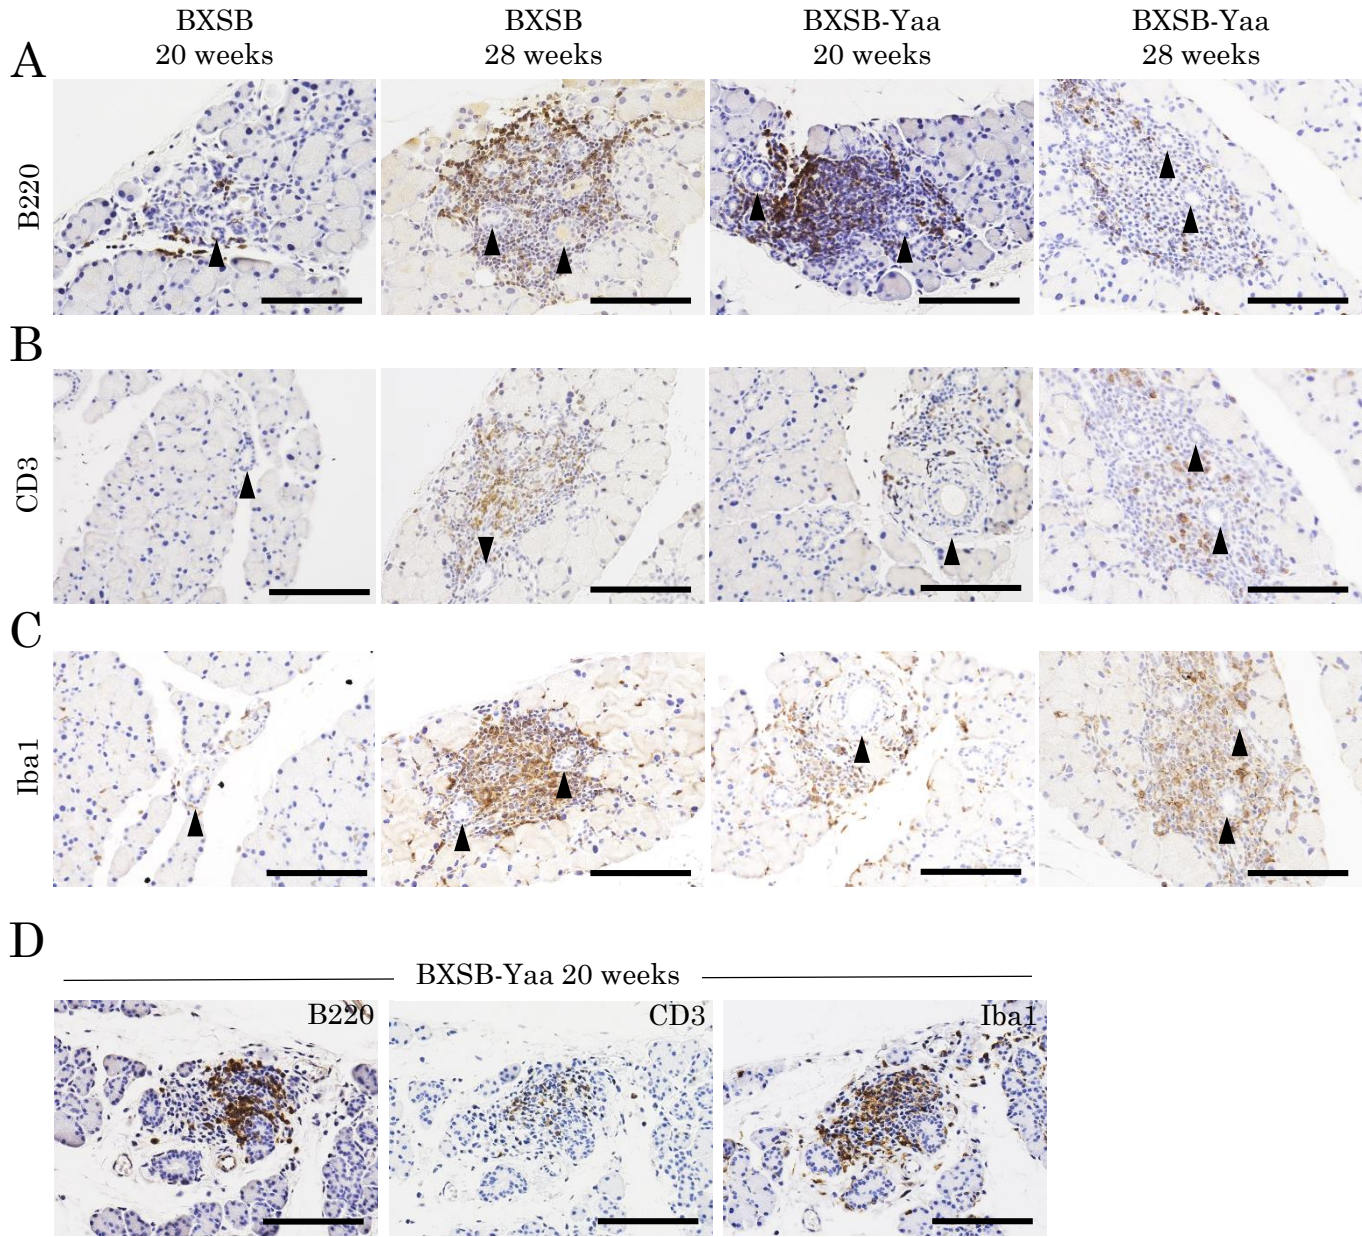 BXSB
20 weeks
BXSB
28 weeks
BXSB-Yaa
20 weeks
BXSB-Yaa
28 weeks
A
B220
B
CD3
C
Iba1
D
BXSB-Yaa 20 weeks
B220
CD3
Iba1